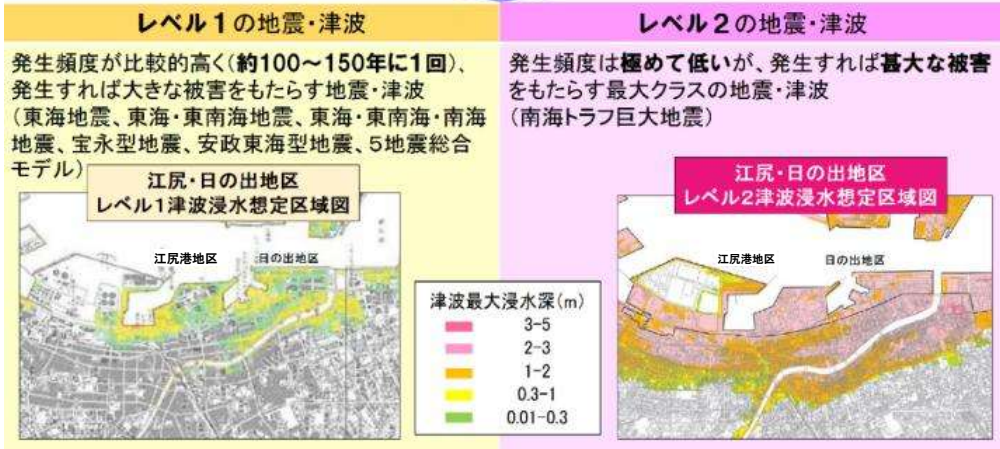 レベル1の地震・津波
発生頻度が比較的高く(約100～150年に1回)、
発生すれば大きな被害をもたらす地震・津波
(東海地震、東海・東南海地震、東海・東南海・南海
地震、宝永型地震、安政東海型地震、5地震総合
モデル)
江尻・日の出地区
レベル1津波浸水想定区域図
江尻港地区
日の出地区
レベル2の地震・津波
発生頻度は極めて低いが、発生すれば甚大な被害
をもたらす最大クラスの地震・津波
(南海トラフ巨大地震)
江尻・日の出地区
レベル2津波浸水想定区域図
江尻港地区
日の出地区
津波最大浸水深(m)
3-5
2-3
1-2
0.3-1
0.01-0.3